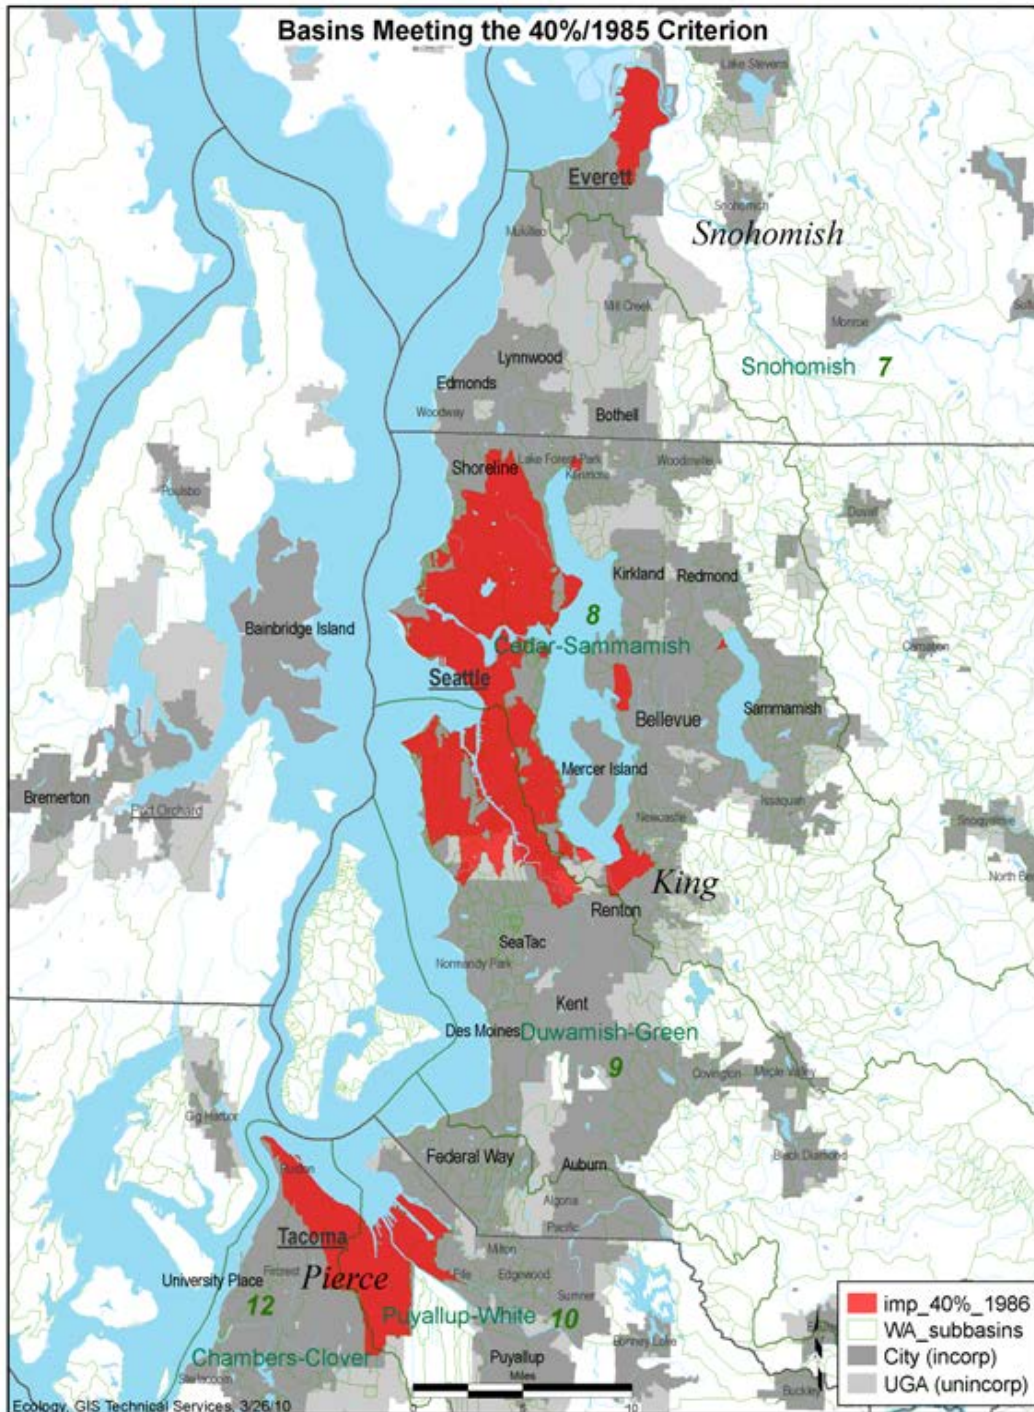 Basins Meeting the 40%/1985 Criterion
Lake Stevens
Everett
Snohomish
Snohomish
Mukilteo
Mill Creek
Monroe
Lynnwood
Snohomish 7
Edmonds
Woodway
Bothell
Shoreline
Lake Forest Park
Kenmore
Woodinville
Poulsbo
Duvall
Kirkland
Redmond
8
Bainbridge Island
Cedar-Sammamish
Carnation
Seattle
Bellevue
Sammamish
Mercer Island
Bremerton
Port Orchard
Issaquah
Newcastle
Snoqualmie
North Be
King
Renton
SeaTac
Normandy Park
Kent
Des Moines
Duwamish-Green
9
Covington
Maple Valley
Gig Harbor
Black Diamond
Federal Way
Auburn
Ruston
Algona
Pacific
Tacoma
Milton
Fife
Edgewood
University Place
Fircrest
Pierce
12
Sumner
Puyallup-White 10
Bonney Lake
Chambers-Clover
Puyallup
Steilacoom
Buckley
Miles
5
10
imp_40%_1986
WA_subbasins
City (incorp)
UGA (unincorp)
Ecology, GIS Technical Services, 3/26/10